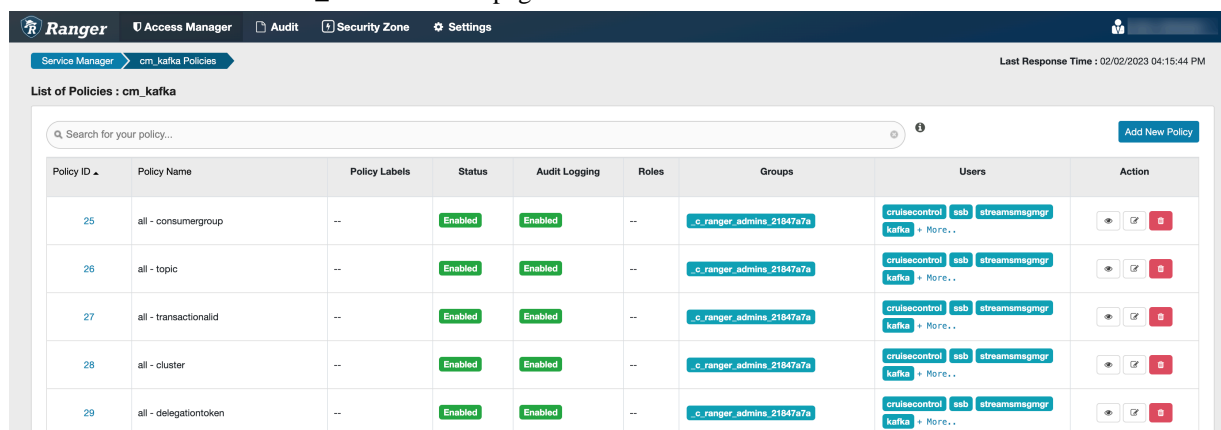 Ranger Access Manager Audit Security Zone Settings
Service Manager cm_kafka Policies Last Response Time : 02/02/2023 04:15:44 PM
List of Policies : cm_kafka
Search for your policy... Add New Policy
Policy ID Policy Name Policy Labels Status Audit Logging Roles Groups Users Action
25 all - consumergroup -- Enabled Enabled -- _c_ranger_admins_21847a7a cruisecontrol ssb streamsmsgmgr
kafka + More..
26 all - topic -- Enabled Enabled -- _c_ranger_admins_21847a7a cruisecontrol ssb streamsmsgmgr
kafka + More..
27 all - transactionalid -- Enabled Enabled -- _c_ranger_admins_21847a7a cruisecontrol ssb streamsmsgmgr
kafka + More..
28 all - cluster -- Enabled Enabled -- _c_ranger_admins_21847a7a cruisecontrol ssb streamsmsgmgr
kafka + More..
29 all - delegationtoken -- Enabled Enabled -- _c_ranger_admins_21847a7a cruisecontrol ssb streamsmsgmgr
kafka + More..